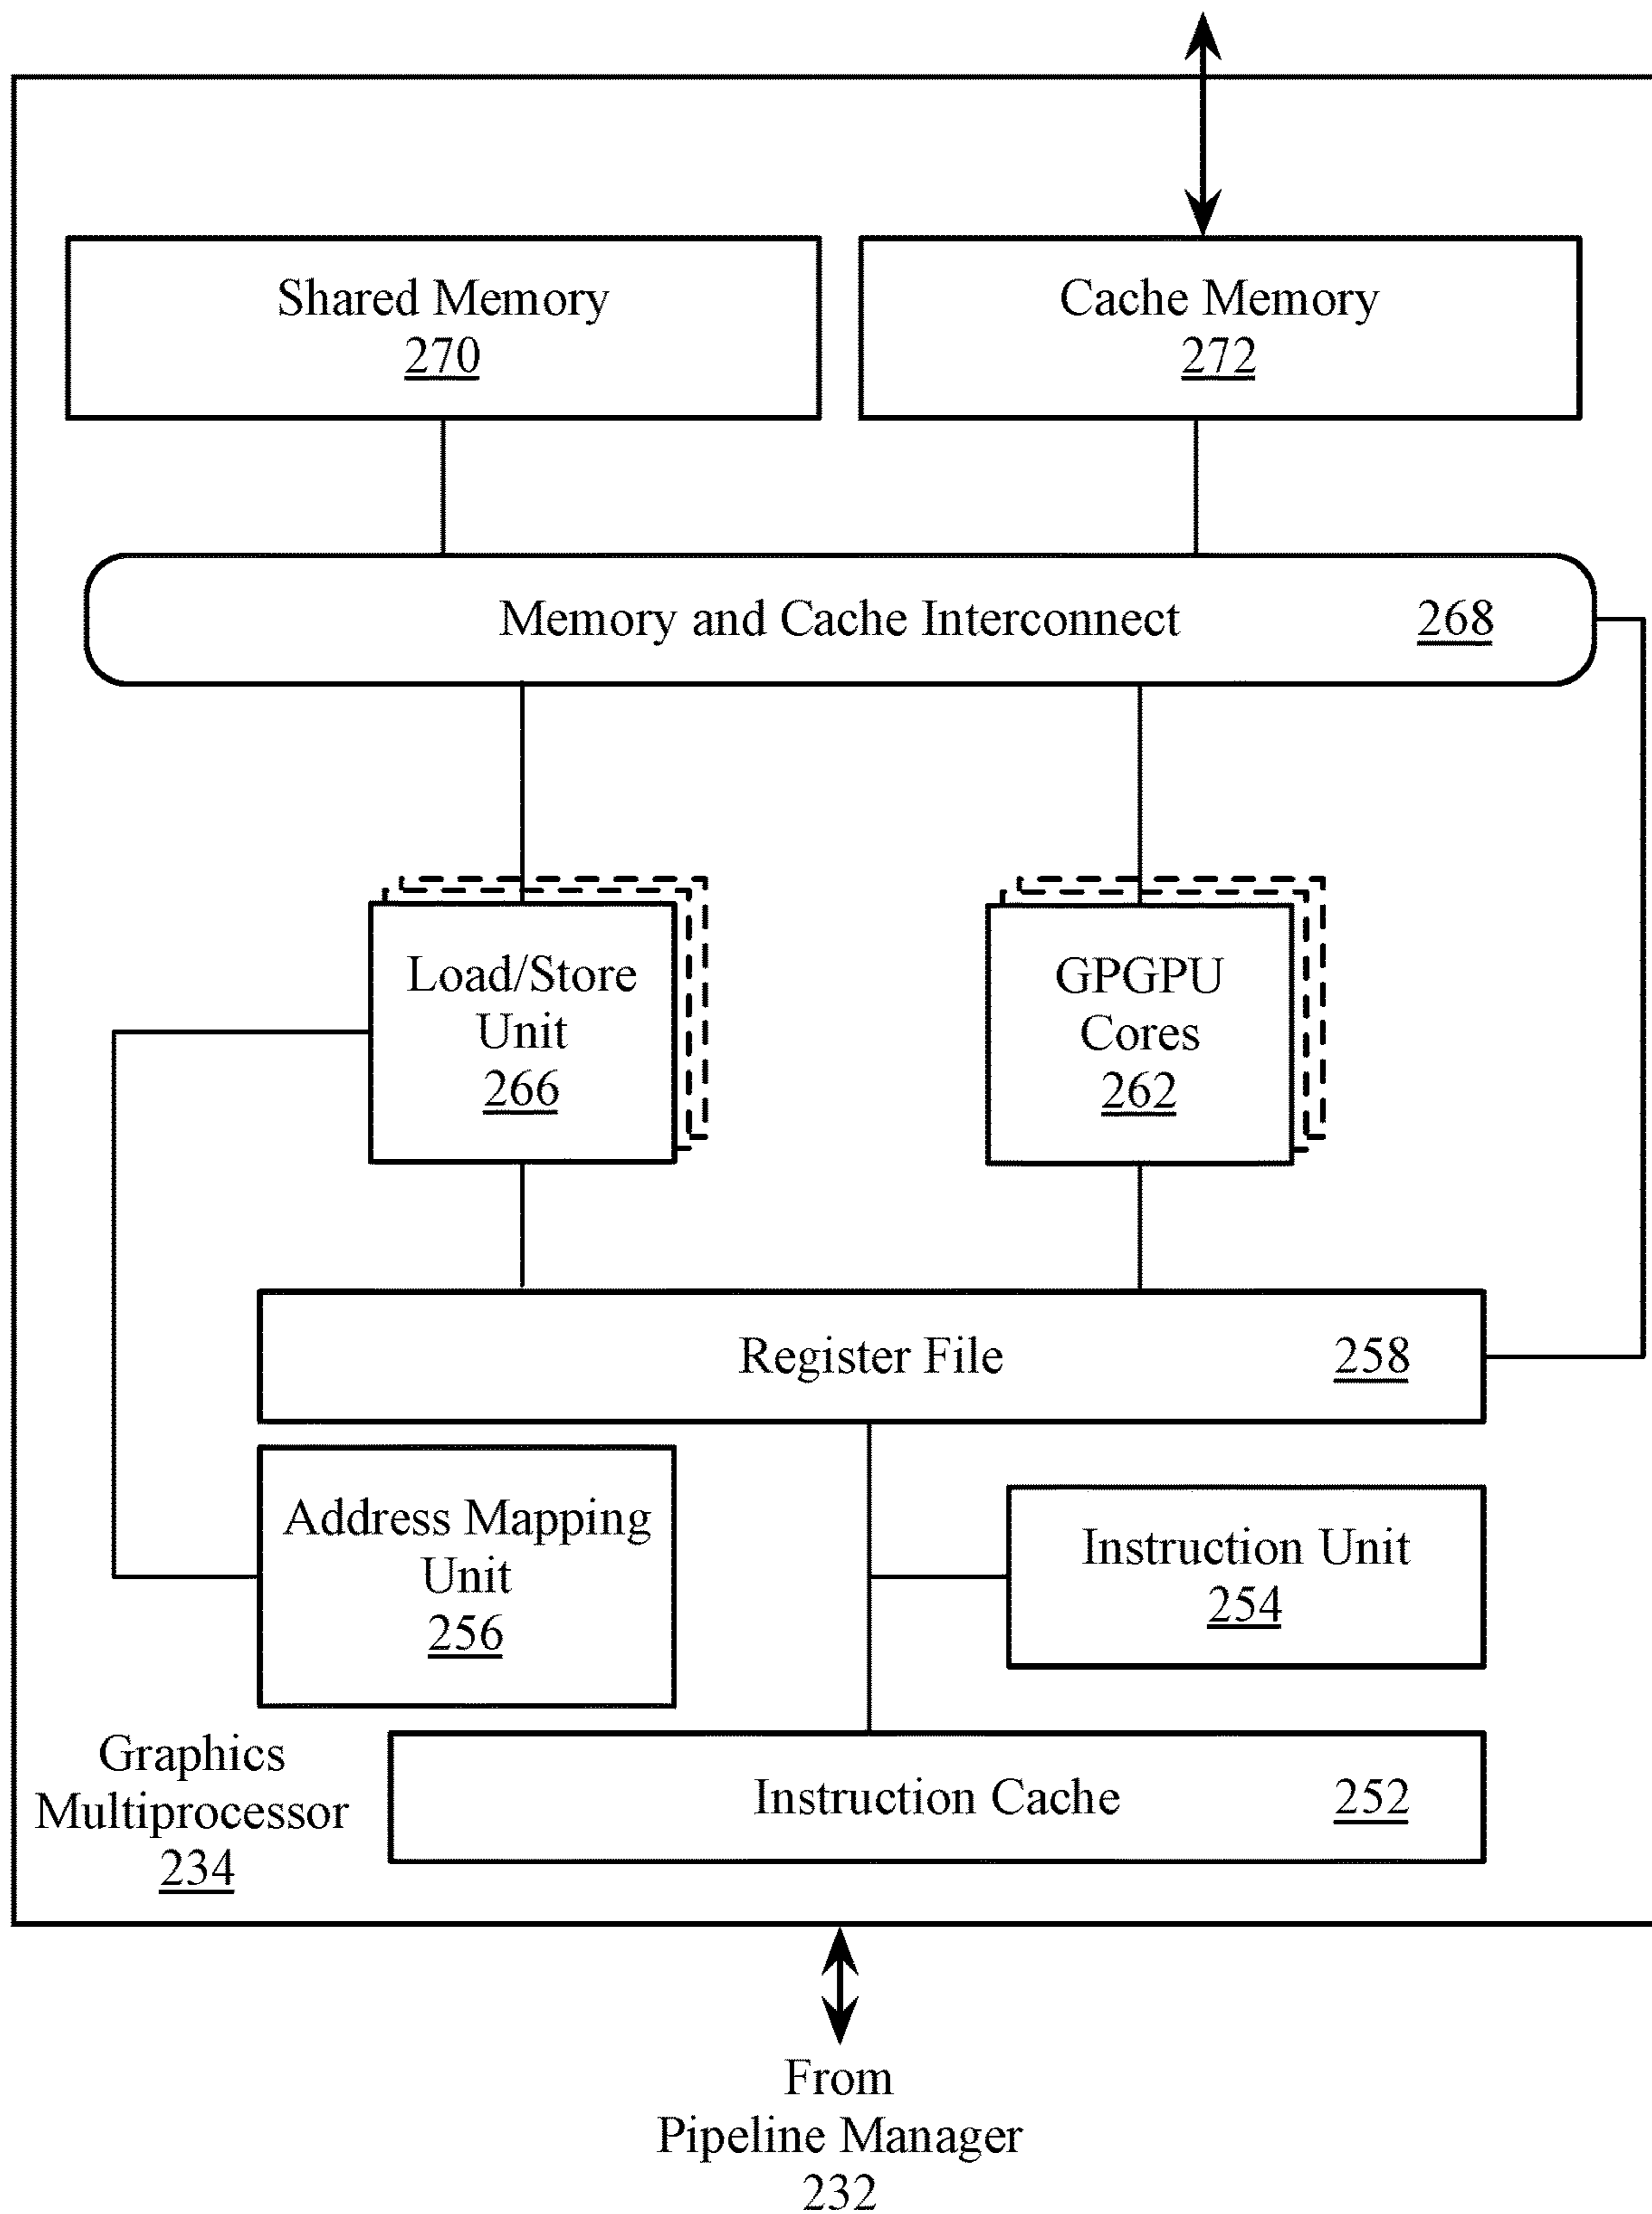 Shared Memory
270
Cache Memory
272
Memory and Cache Interconnect 268
Load/Store
Unit
266
GPGPU
Cores
262
Register File 258
Address Mapping
Unit
256
Instruction Unit
254
Graphics
Multiprocessor
234
Instruction Cache 252
From
Pipeline Manager
232